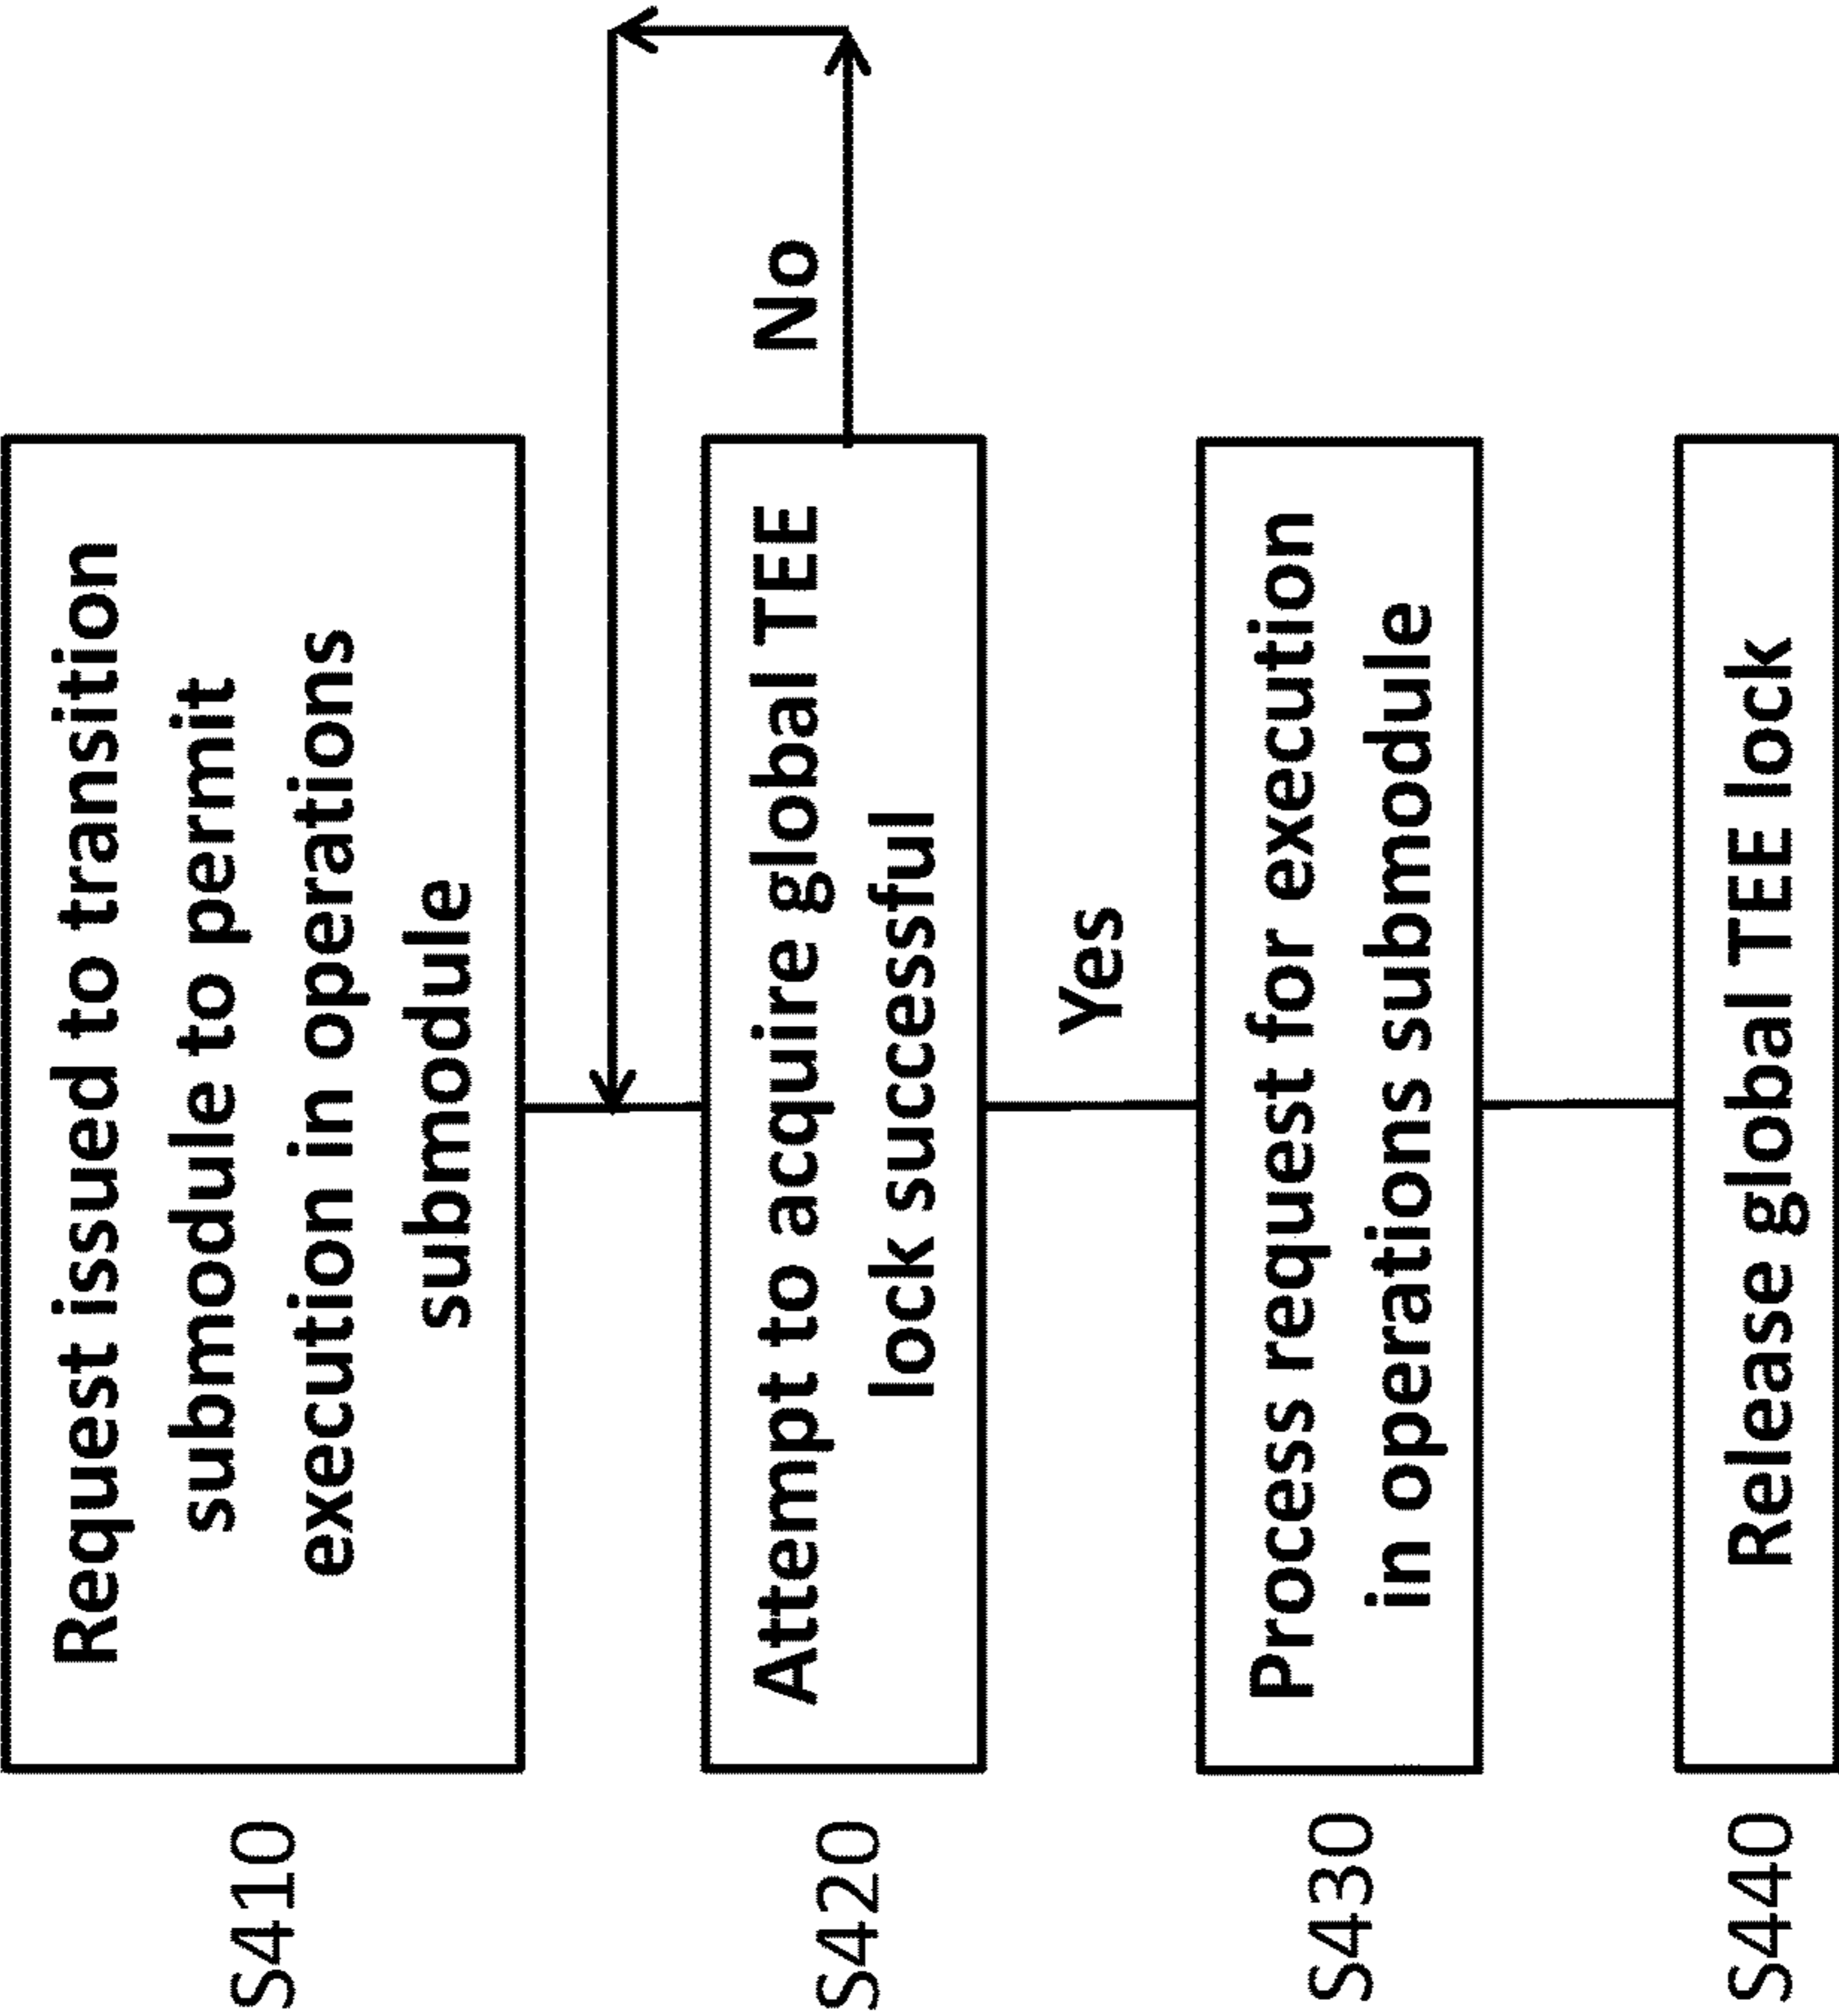 S410
Request issued to transition
submodule to permit
execution in operations
submodule
S420
Attempt to acquire global TEE
lock successful
No
Yes
S430
Process request for execution
in operations submodule
S440
Release global TEE lock